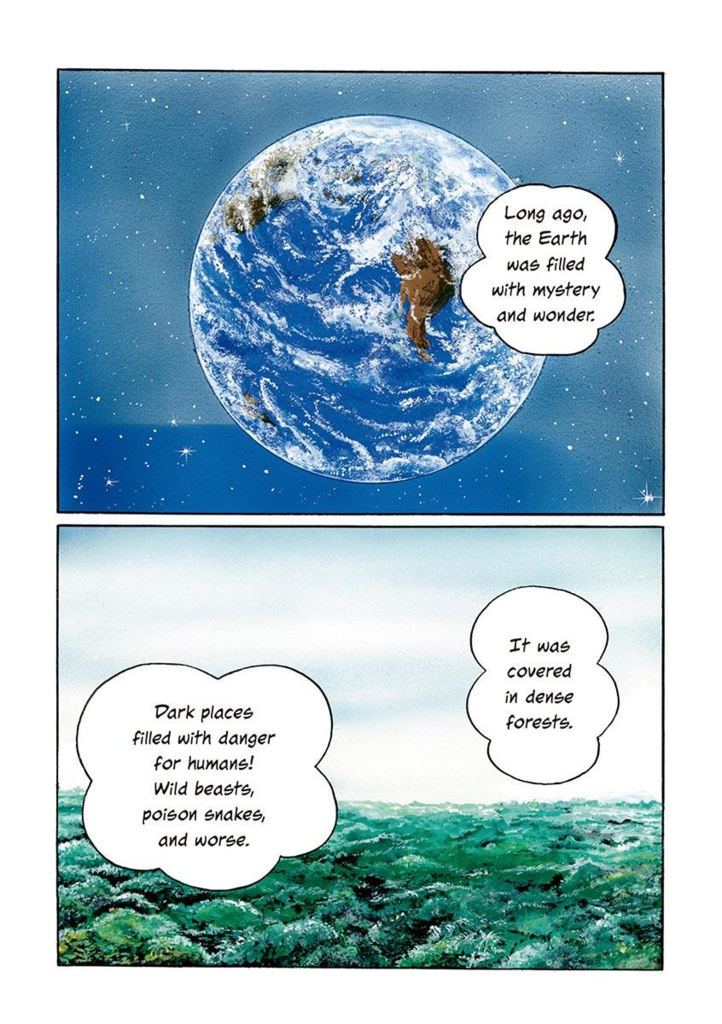 Long ago,
the Earth
was filled
with mystery
and wonder.
It was
covered
in dense
forests.
Dark places
filled with danger
for humans!
Wild beasts,
poison snakes,
and worse.